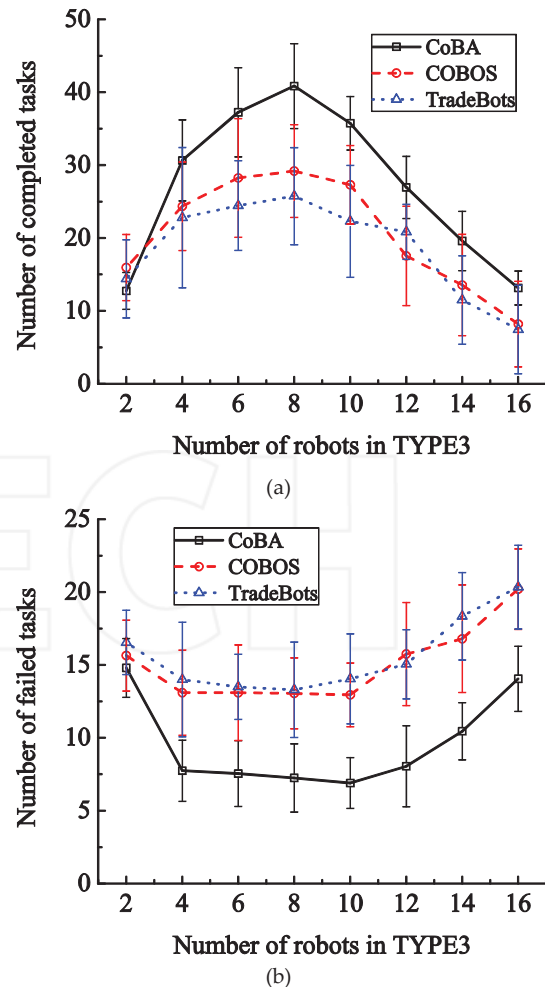 50
40
30
20
10
0
Number of completed tasks
CoBA
COBOS
TradeBots
2 4 6 8 10 12 14 16
Number of robots in TYPE3
(a)
ECH
25
20
15
10
5
0
Number of failed tasks
CoBA
COBOS
TradeBots
2 4 6 8 10 12 14 16
Number of robots in TYPE3
(b)